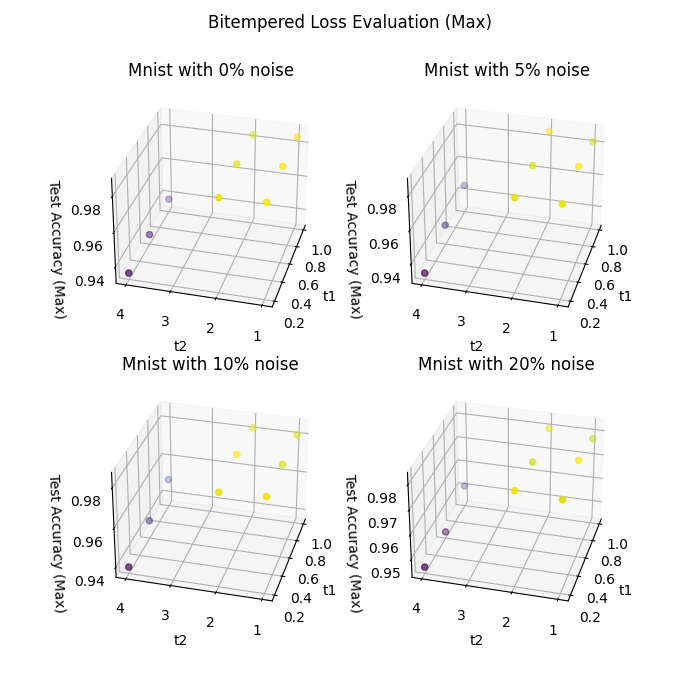 Bitempered Loss Evaluation (Max)
Mnist with 0% noise
Test Accuracy (Max)
0.98
0.96
0.94
4
3
2
1
t2
1.0
0.8
0.6
0.4
0.2
t1
Mnist with 5% noise
Test Accuracy (Max)
0.98
0.96
0.94
4
3
2
1
t2
1.0
0.8
0.6
0.4
0.2
t1
Mnist with 10% noise
Test Accuracy (Max)
0.98
0.96
0.94
4
3
2
1
t2
1.0
0.8
0.6
0.4
0.2
t1
Mnist with 20% noise
Test Accuracy (Max)
0.98
0.97
0.96
0.95
4
3
2
1
t2
1.0
0.8
0.6
0.4
0.2
t1